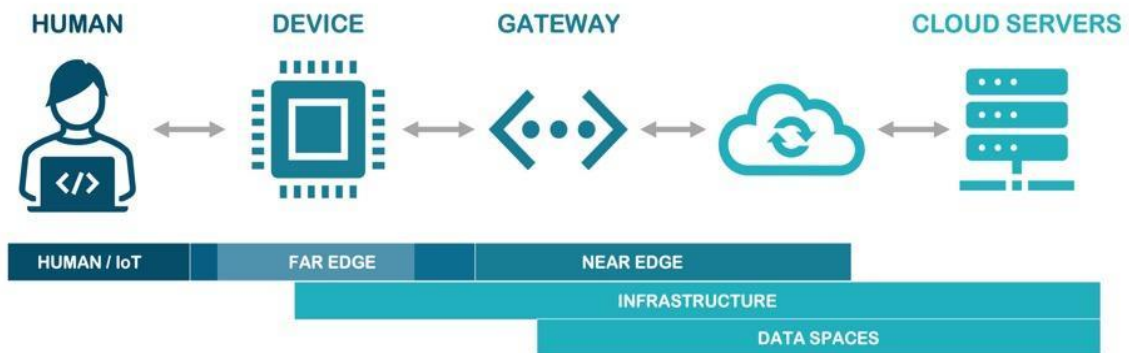 HUMAN
DEVICE
GATEWAY
CLOUD SERVERS
</>
HUMAN / IoT
FAR EDGE
NEAR EDGE
INFRASTRUCTURE
DATA SPACES